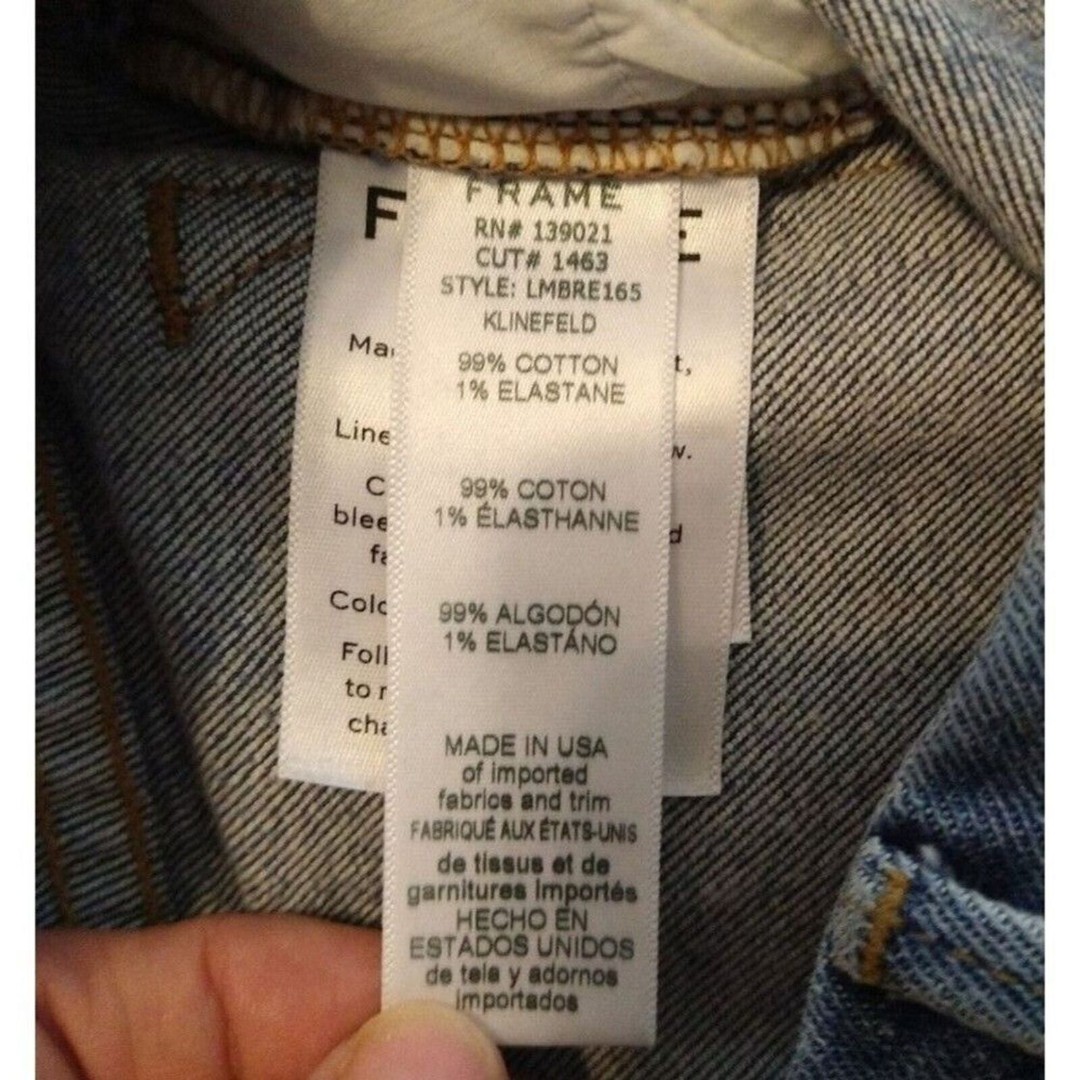 FRAME
RN# 139021
CUT# 1463
STYLE: LMBRE165
KLINEFELD
99% COTTON
1% ELASTANE
99% COTON
1% ÉLASTHANNE
99% ALGODÓN
1% ELASTÁNO
MADE IN USA
of imported
fabrics and trim
FABRIQUÉ AUX ÉTATS-UNIS
de tissus et de
garnitures importés
HECHO EN
ESTADOS UNIDOS
de tela y adornos
importados
F E
Line
Foll